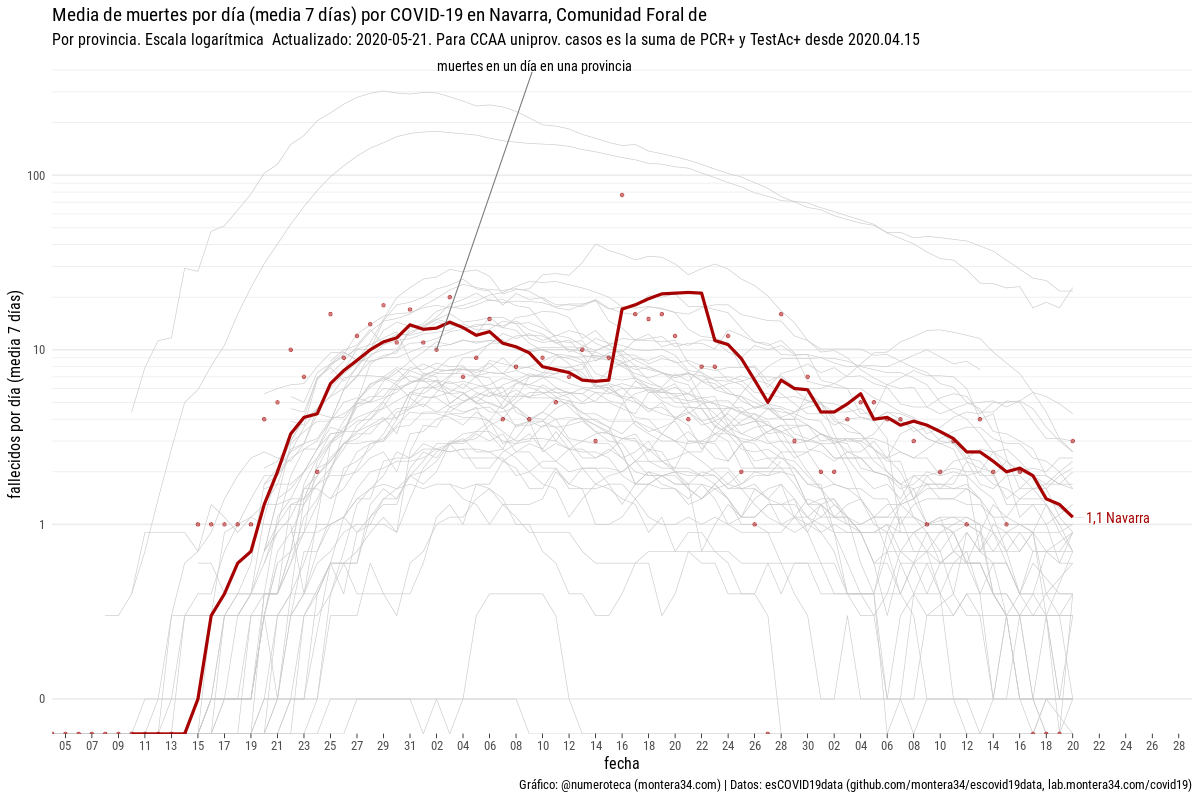 Media de muertes por día (media 7 días) por COVID-19 en Navarra, Comunidad Foral de
Por provincia. Escala logarítmica  Actualizado: 2020-05-21. Para CCAA uniprov. casos es la suma de PCR+ y TestAc+ desde 2020.04.15
muertes en un día en una provincia
fallecidos por día (media 7 días)
100
10
1
0
1,1 Navarra
05 07 09 11 13 15 17 19 21 23 25 27 29 31 02 04 06 08 10 12 14 16 18 20 22 24 26 28 30 02 04 06 08 10 12 14 16 18 20 22 24 26 28
fecha
Gráfico: @numeroteca (montera34.com) | Datos: esCOVID19data (github.com/montera34/escovid19data, lab.montera34.com/covid19)